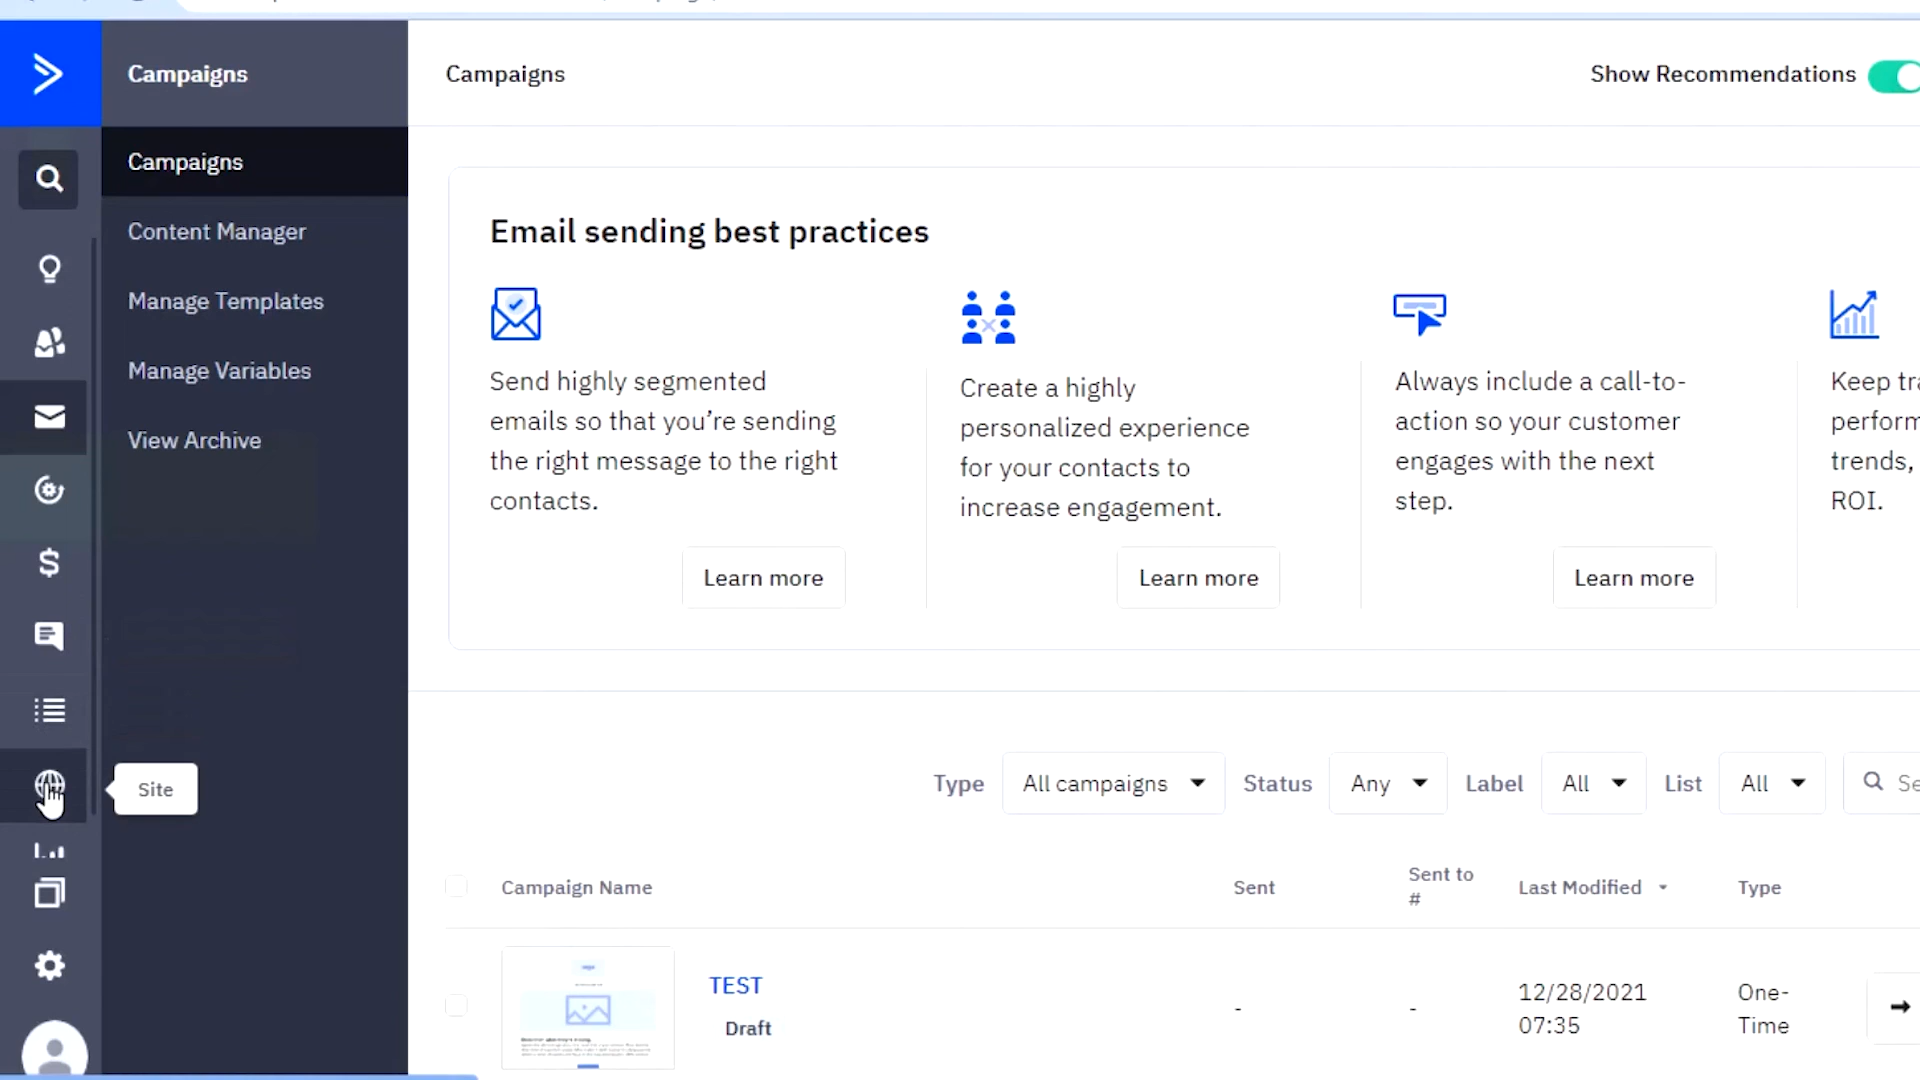 Campaigns
Campaigns
Show Recommendations
Campaigns
Content Manager
Manage Templates
Manage Variables
View Archive
Site
Email sending best practices
Send highly segmented
emails so that you’re sending
the right message to the right
contacts.
Learn more
Create a highly
personalized experience
for your contacts to
increase engagement.
Learn more
Always include a call-to-
action so your customer
engages with the next
step.
Learn more
Keep
trends,
ROI.
Type All campaigns Status Any Label All List All
Campaign Name Sent Sent to
# Last Modified Type
TEST
Draft
-
-
12/28/2021
07:35
One-
Time